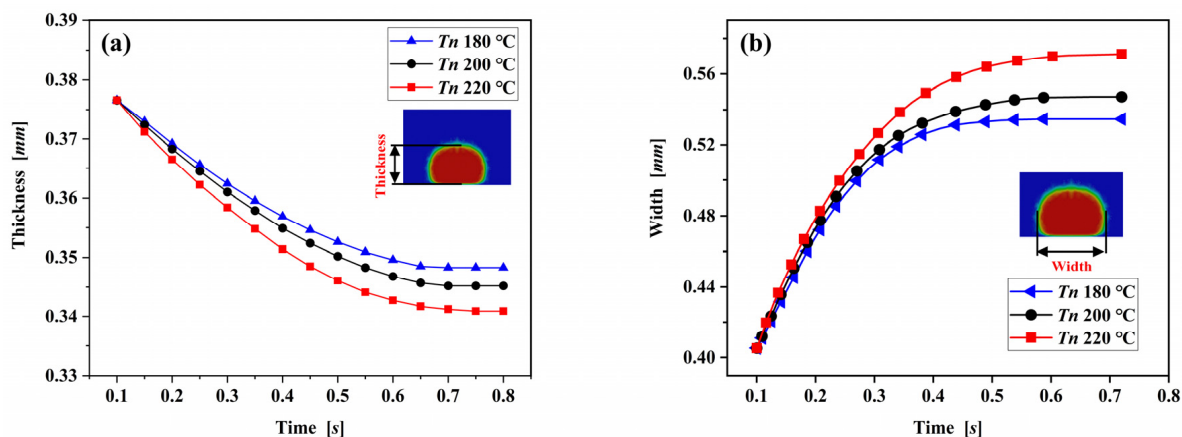 (a)
Tn 180 °C
Tn 200 °C
Tn 220 °C
Thickness
0.39
0.38
0.37
0.36
0.35
0.34
0.33
Thickness [mm]
0.1 0.2 0.3 0.4 0.5 0.6 0.7 0.8
Time [s]
(b)
0.56
0.52
0.48
0.44
0.40
Width [mm]
Width
Tn 180 °C
Tn 200 °C
Tn 220 °C
0.1 0.2 0.3 0.4 0.5 0.6 0.7 0.8
Time [s]